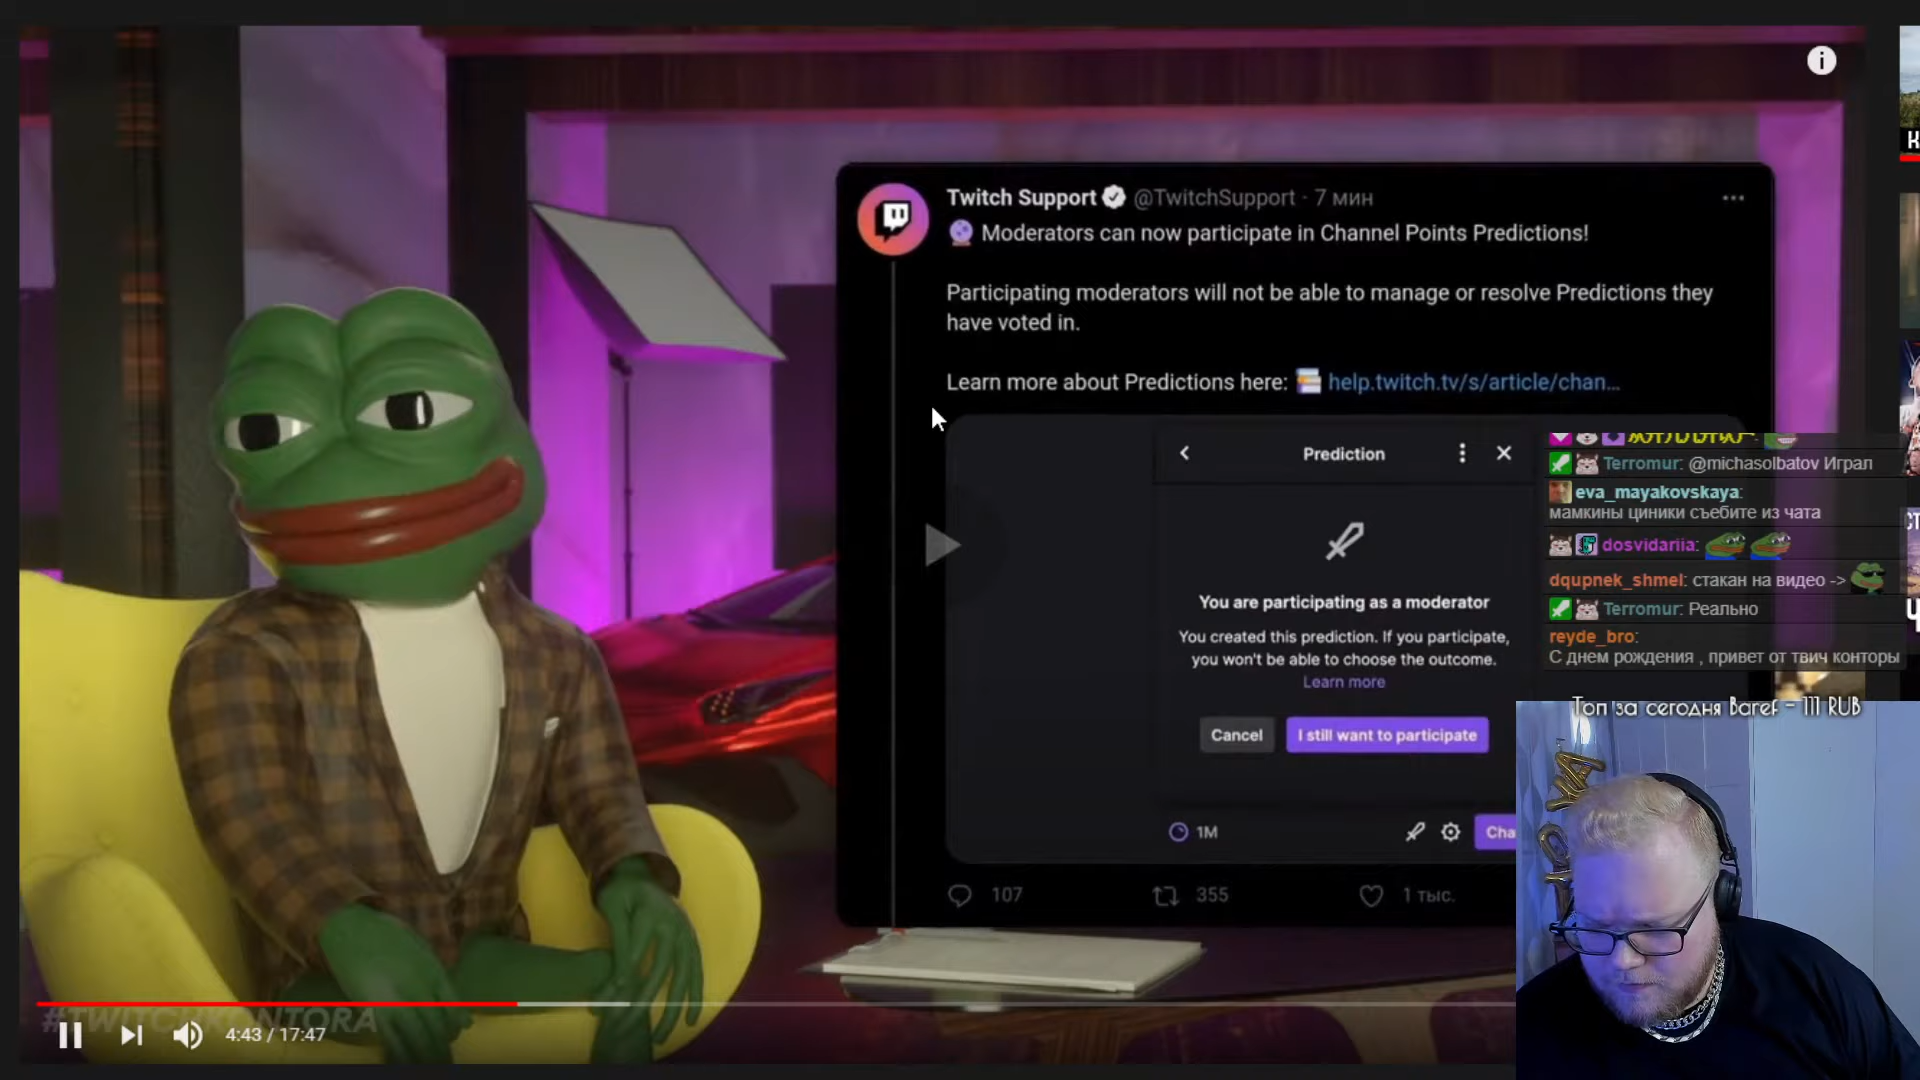 Twitch Support @TwitchSupport · 7 мин
Moderators can now participate in Channel Points Predictions!
Participating moderators will not be able to manage or resolve Predictions they
have voted in.
Learn more about Predictions here: help.twitch.tv/s/article/chan...
Prediction
You are participating as a moderator
You created this prediction. If you participate,
you won't be able to choose the outcome.
Learn more
Cancel
I still want to participate
1M
Cha
107
355
1 тыс.
Terromur: @michasolbatov Играл
eva_mayakovskaya:
мамкины циники съебите из чата
dosvidariia:
dqupnek_shmel: стакан на видео ->
Terromur: Реально
reyde_bro:
С днем рождения , привет от твич конторы
Топ за сегодня Baref - 111 RUB
#TWITCHKONTORA
4:43 / 17:47